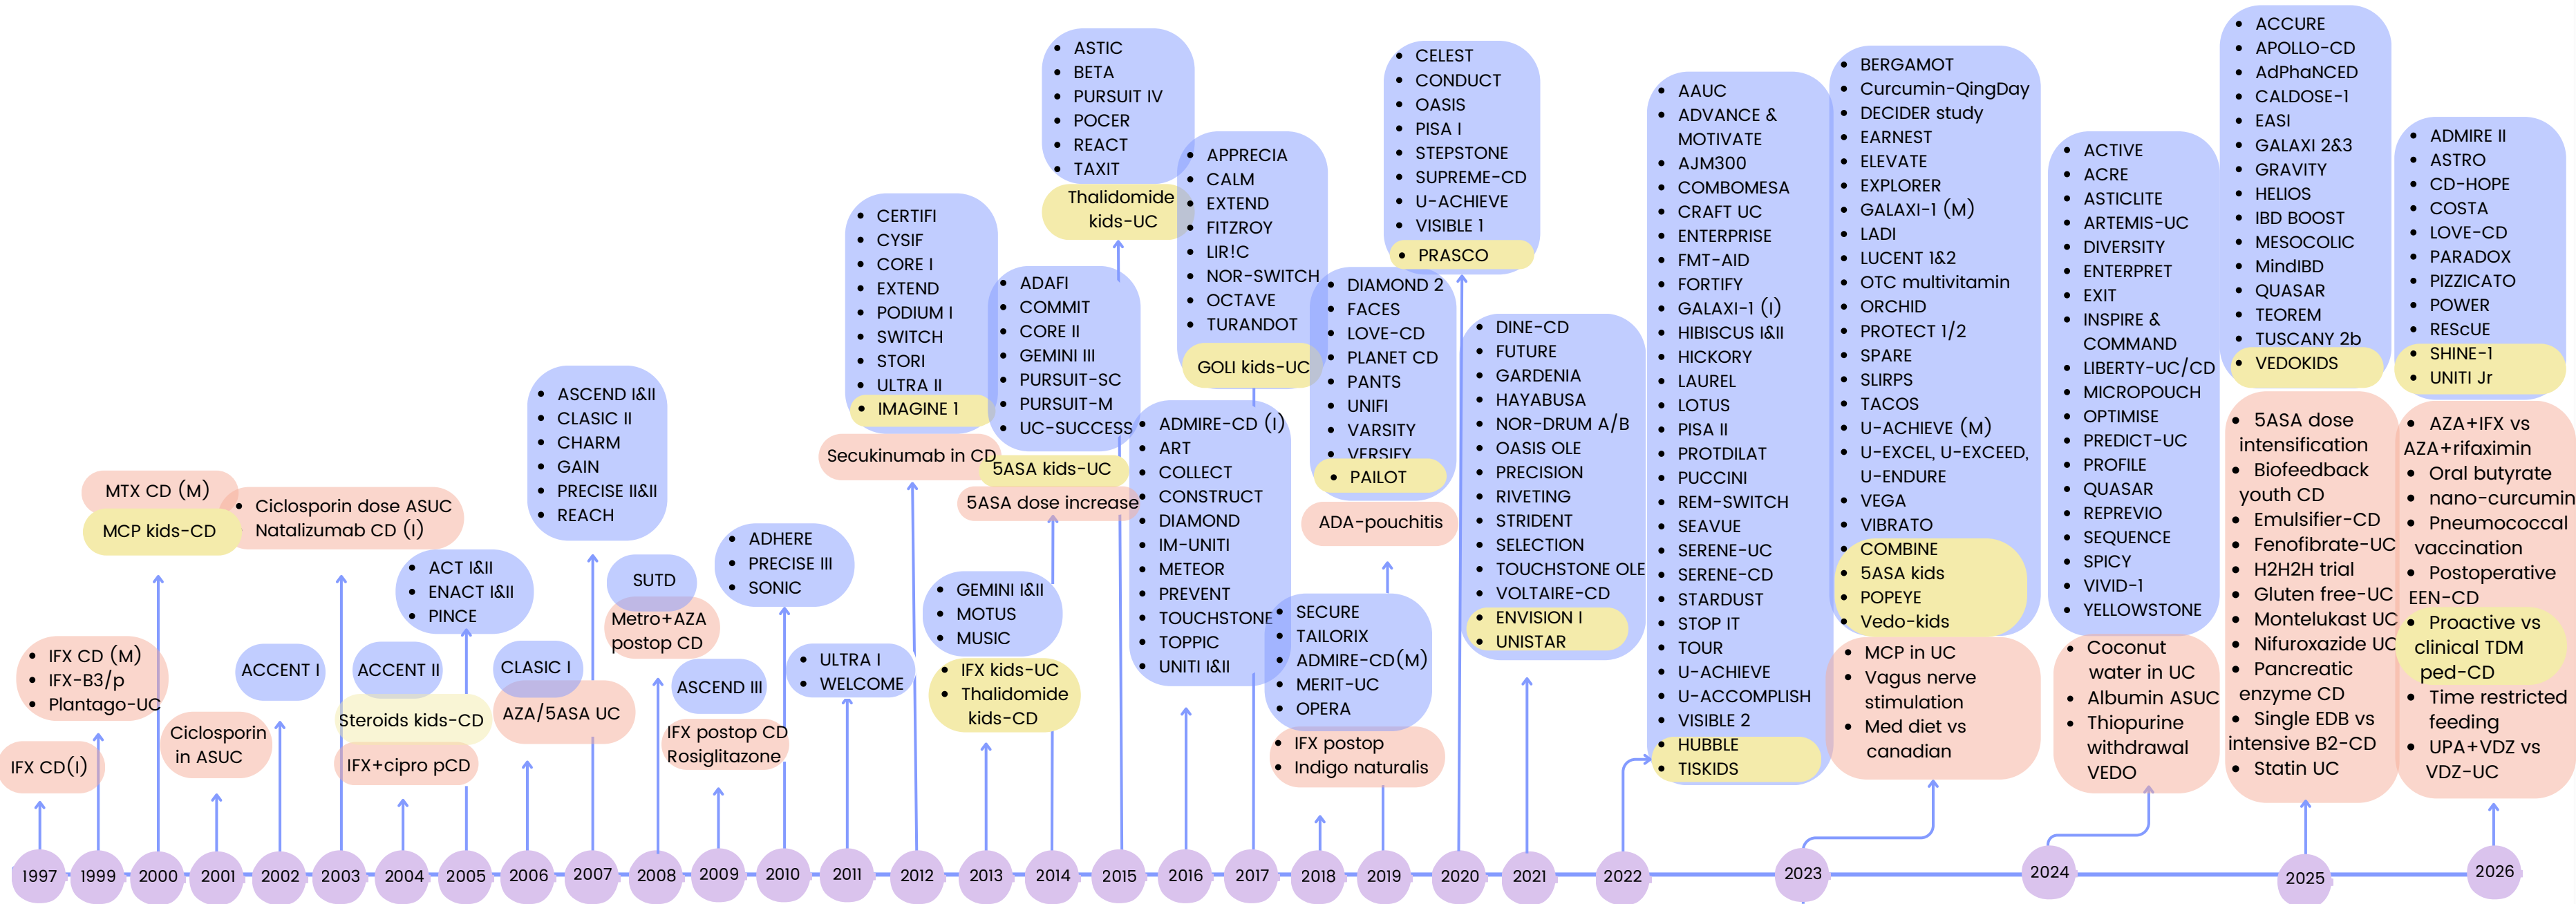 IFX CD(I)
IFX CD (M)
IFX-B3/p
Plantago-UC
MTX CD (M)
MCP kids-CD
Ciclosporin
in ASUC
ACCENT I
Ciclosporin dose ASUC
Natalizumab CD (I)
ACCENT II
Steroids kids-CD
IFX+cipro pCD
ACT I&II
ENACT I&II
PINCE
CLASIC I
AZA/5ASA UC
ASCEND I&II
CLASIC II
CHARM
GAIN
PRECISE II&II
REACH
SUTD
Metro+AZA
postop CD
ASCEND III
IFX postop CD
Rosiglitazone
ADHERE
PRECISE III
SONIC
ULTRA I
WELCOME
CERTIFI
CYSIF
CORE I
EXTEND
PODIUM I
SWITCH
STORI
ULTRA II
IMAGINE 1
Secukinumab in CD
GEMINI I&II
MOTUS
MUSIC
IFX kids-UC
Thalidomide
kids-CD
ADAFI
COMMIT
CORE II
GEMINI III
PURSUIT-SC
PURSUIT-M
UC-SUCCESS
5ASA kids-UC
5ASA dose increase
ASTIC
BETA
PURSUIT IV
POCER
REACT
TAXIT
Thalidomide
kids-UC
ADMIRE-CD (I)
ART
COLLECT
CONSTRUCT
DIAMOND
IM-UNITI
METEOR
PREVENT
TOUCHSTONE
TOPPIC
UNITI I&II
APPRECIA
CALM
EXTEND
FITZROY
LIR!C
NOR-SWITCH
OCTAVE
TURANDOT
GOLI kids-UC
SECURE
TAILORIX
ADMIRE-CD(M)
MERIT-UC
OPERA
IFX postop
Indigo naturalis
DIAMOND 2
FACES
LOVE-CD
PLANET CD
PANTS
UNIFI
VARSITY
VERSIFY
PAILOT
ADA-pouchitis
CELEST
CONDUCT
OASIS
PISA I
STEPSTONE
SUPREME-CD
U-ACHIEVE
VISIBLE 1
PRASCO
DINE-CD
FUTURE
GARDENIA
HAYABUSA
NOR-DRUM A/B
OASIS OLE
PRECISION
RIVETING
STRIDENT
SELECTION
TOUCHSTONE OLE
VOLTAIRE-CD
ENVISION I
UNISTAR
AAUC
ADVANCE &
MOTIVATE
AJM300
COMBOMESA
CRAFT UC
ENTERPRISE
FMT-AID
FORTIFY
GALAXI-1 (I)
HIBISCUS I&II
HICKORY
LAUREL
LOTUS
PISA II
PROTDILAT
PUCCINI
REM-SWITCH
SEAVUE
SERENE-UC
SERENE-CD
STARDUST
STOP IT
TOUR
U-ACHIEVE
U-ACCOMPLISH
VISIBLE 2
HUBBLE
TISKIDS
BERGAMOT
Curcumin-QingDay
DECIDER study
EARNEST
ELEVATE
EXPLORER
GALAXI-1 (M)
LADI
LUCENT 1&2
OTC multivitamin
ORCHID
PROTECT 1/2
SPARE
SLIRPS
TACOS
U-ACHIEVE (M)
U-EXCEL, U-EXCEED,
U-ENDURE
VEGA
VIBRATO
COMBINE
5ASA kids
POPEYE
Vedo-kids
MCP in UC
Vagus nerve
stimulation
Med diet vs
canadian
ACTIVE
ACRE
ASTICLITE
ARTEMIS-UC
DIVERSITY
ENTERPRET
EXIT
INSPIRE &
COMMAND
LIBERTY-UC/CD
MICROPOUCH
OPTIMISE
PREDICT-UC
PROFILE
QUASAR
REPREVIO
SEQUENCE
SPICY
VIVID-1
YELLOWSTONE
Coconut
water in UC
Albumin ASUC
Thiopurine
withdrawal
VEDO
ACCURE
APOLLO-CD
AdPhaNCED
CALDOSE-1
EASI
GALAXI 2&3
GRAVITY
HELIOS
IBD BOOST
MESOCOLIC
MindIBD
QUASAR
TEOREM
TUSCANY 2b
VEDOKIDS
5ASA dose
intensification
Biofeedback
youth CD
Emulsifier-CD
Fenofibrate-UC
H2H2H trial
Gluten free-UC
Montelukast UC
Nifuroxazide UC
Pancreatic
enzyme CD
Single EDB vs
intensive B2-CD
Statin UC
ADMIRE II
ASTRO
CD-HOPE
COSTA
LOVE-CD
PARADOX
PIZZICATO
POWER
REScUE
SHINE-1
UNITI Jr
AZA+IFX vs
AZA+rifaximin
Oral butyrate
nano-curcumin
Pneumococcal
vaccination
Postoperative
EEN-CD
Proactive vs
clinical TDM
ped-CD
Time restricted
feeding
UPA+VDZ vs
VDZ-UC
1997
1999
2000
2001
2002
2003
2004
2005
2006
2007
2008
2009
2010
2011
2012
2013
2014
2015
2016
2017
2018
2019
2020
2021
2022
2023
2024
2025
2026